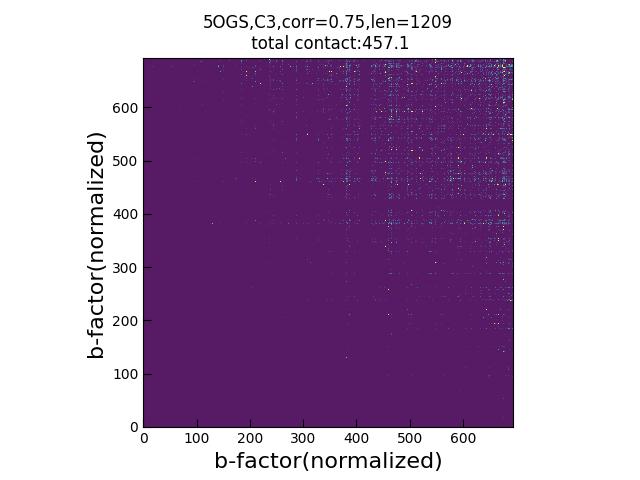 5OGS,C3,corr=0.75,len=1209
total contact:457.1
b-factor(normalized)
600
500
400
300
200
100
0
0 100 200 300 400 500 600
b-factor(normalized)